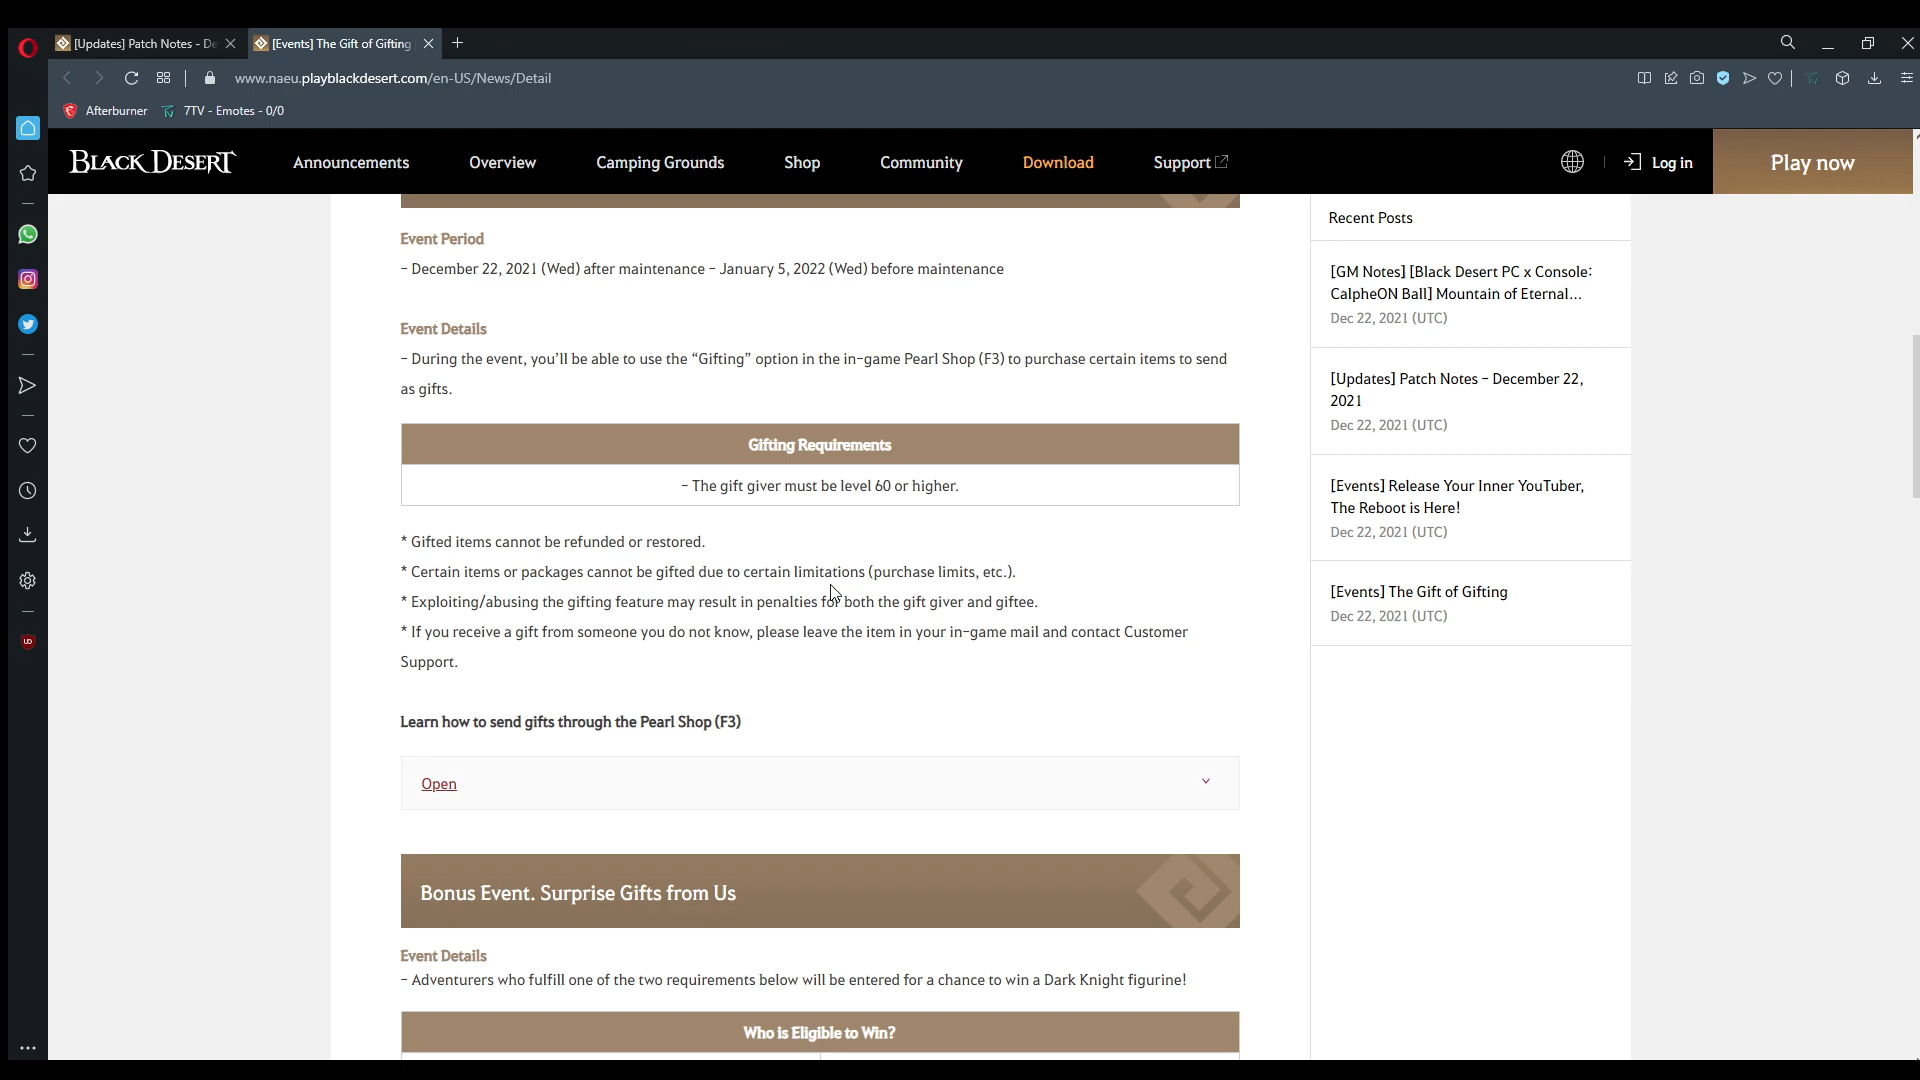 [Updates] Patch Notes - De
[Events] The Gift of Gifting
www.naeu.playblackdesert.com/en-US/News/Detail
Afterburner
7TV - Emotes - 0/0
BLACK DESERT
Announcements
Overview
Camping Grounds
Shop
Community
Download
Support
Log in
Play now
Event Period
- December 22, 2021 (Wed) after maintenance - January 5, 2022 (Wed) before maintenance
Event Details
- During the event, you'll be able to use the “Gifting” option in the in-game Pearl Shop (F3) to purchase certain items to send
as gifts.
Gifting Requirements
- The gift giver must be level 60 or higher.
* Gifted items cannot be refunded or restored.
* Certain items or packages cannot be gifted due to certain limitations (purchase limits, etc.).
* Exploiting/abusing the gifting feature may result in penalties for both the gift giver and giftee.
* If you receive a gift from someone you do not know, please leave the item in your in-game mail and contact Customer
Support.
Learn how to send gifts through the Pearl Shop (F3)
Open
Bonus Event. Surprise Gifts from Us
Event Details
- Adventurers who fulfill one of the two requirements below will be entered for a chance to win a Dark Knight figurine!
Who is Eligible to Win?
Recent Posts
[GM Notes] [Black Desert PC x Console:
CalpheON Ball] Mountain of Eternal...
Dec 22, 2021 (UTC)
[Updates] Patch Notes - December 22,
2021
Dec 22, 2021 (UTC)
[Events] Release Your Inner YouTuber,
The Reboot is Here!
Dec 22, 2021 (UTC)
[Events] The Gift of Gifting
Dec 22, 2021 (UTC)